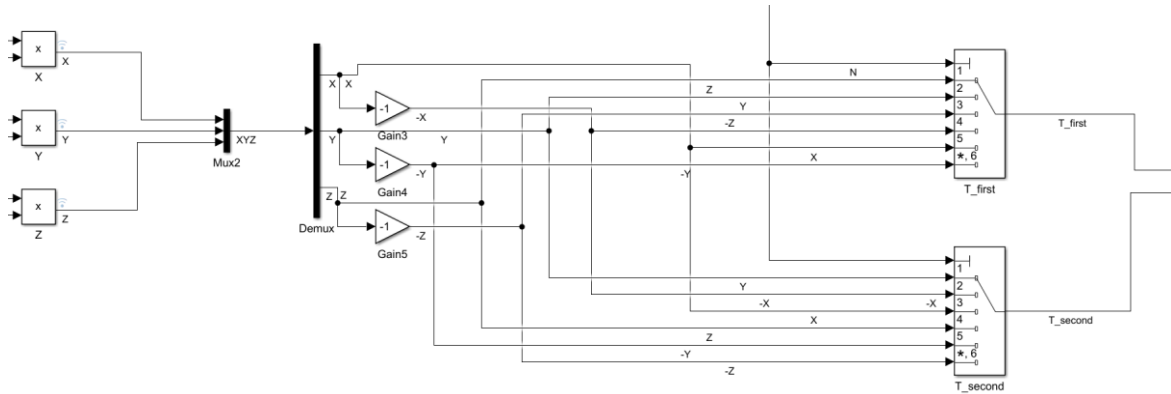 x
X
X
x
Y
Y
x
Z
Z
XYZ
Mux2
Demux
X X
Y Y
Z Z
-1
-X
Gain3
-1
-Y
Gain4
-1
-Z
Gain5
N
Z
Y
-Z
-X
X
-Y
1
2
3
4
5
*, 6
T_first
T_first
Y
-X
-X
X
Z
-Y
-Z
1
2
3
4
5
*, 6
T_second
T_second